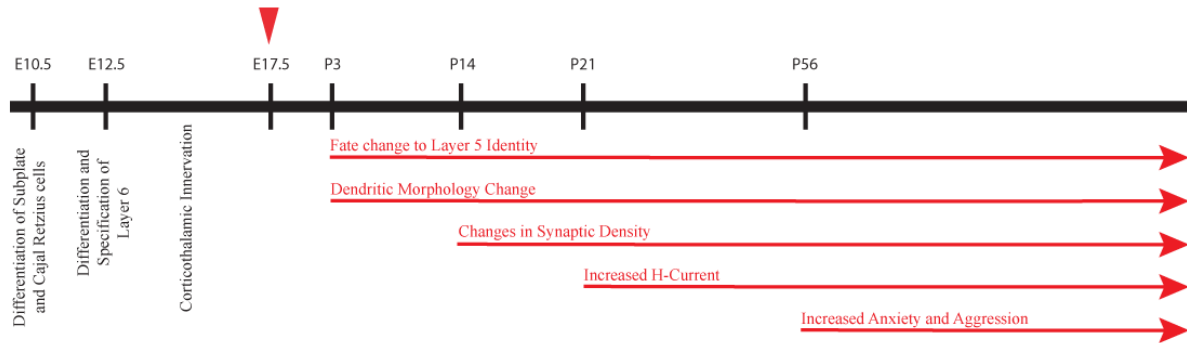 E10.5 E12.5 E17.5 P3 P14 P21 P56
Differentiation of Subplate
and Cajal Retzius cells
Differentiation and
Specification of
Layer 6
Corticothalamic Innervation
Fate change to Layer 5 Identity
Dendritic Morphology Change
Changes in Synaptic Density
Increased H-Current
Increased Anxiety and Aggression